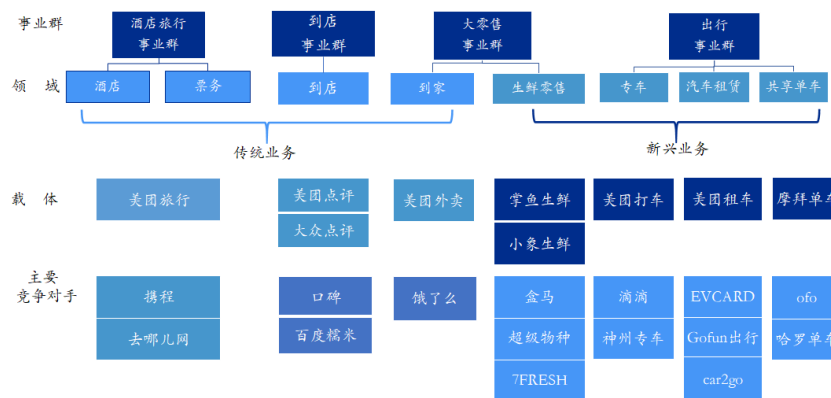 事业群
酒店旅行
事业群
到店
事业群
大零售
事业群
出行
事业群
领 域
酒店
票务
到店
到家
生鲜零售
专车
汽车租赁
共享单车
传统业务
新兴业务
载 体
美团旅行
美团点评
大众点评
美团外卖
掌鱼生鲜
小象生鲜
美团打车
美团租车
摩拜单车
主要
竞争对手
携程
去哪儿网
口碑
百度糯米
饿了么
盒马
超级物种
7FRESH
滴滴
神州专车
EVCARD
Gofun出行
car2go
ofo
哈罗单车